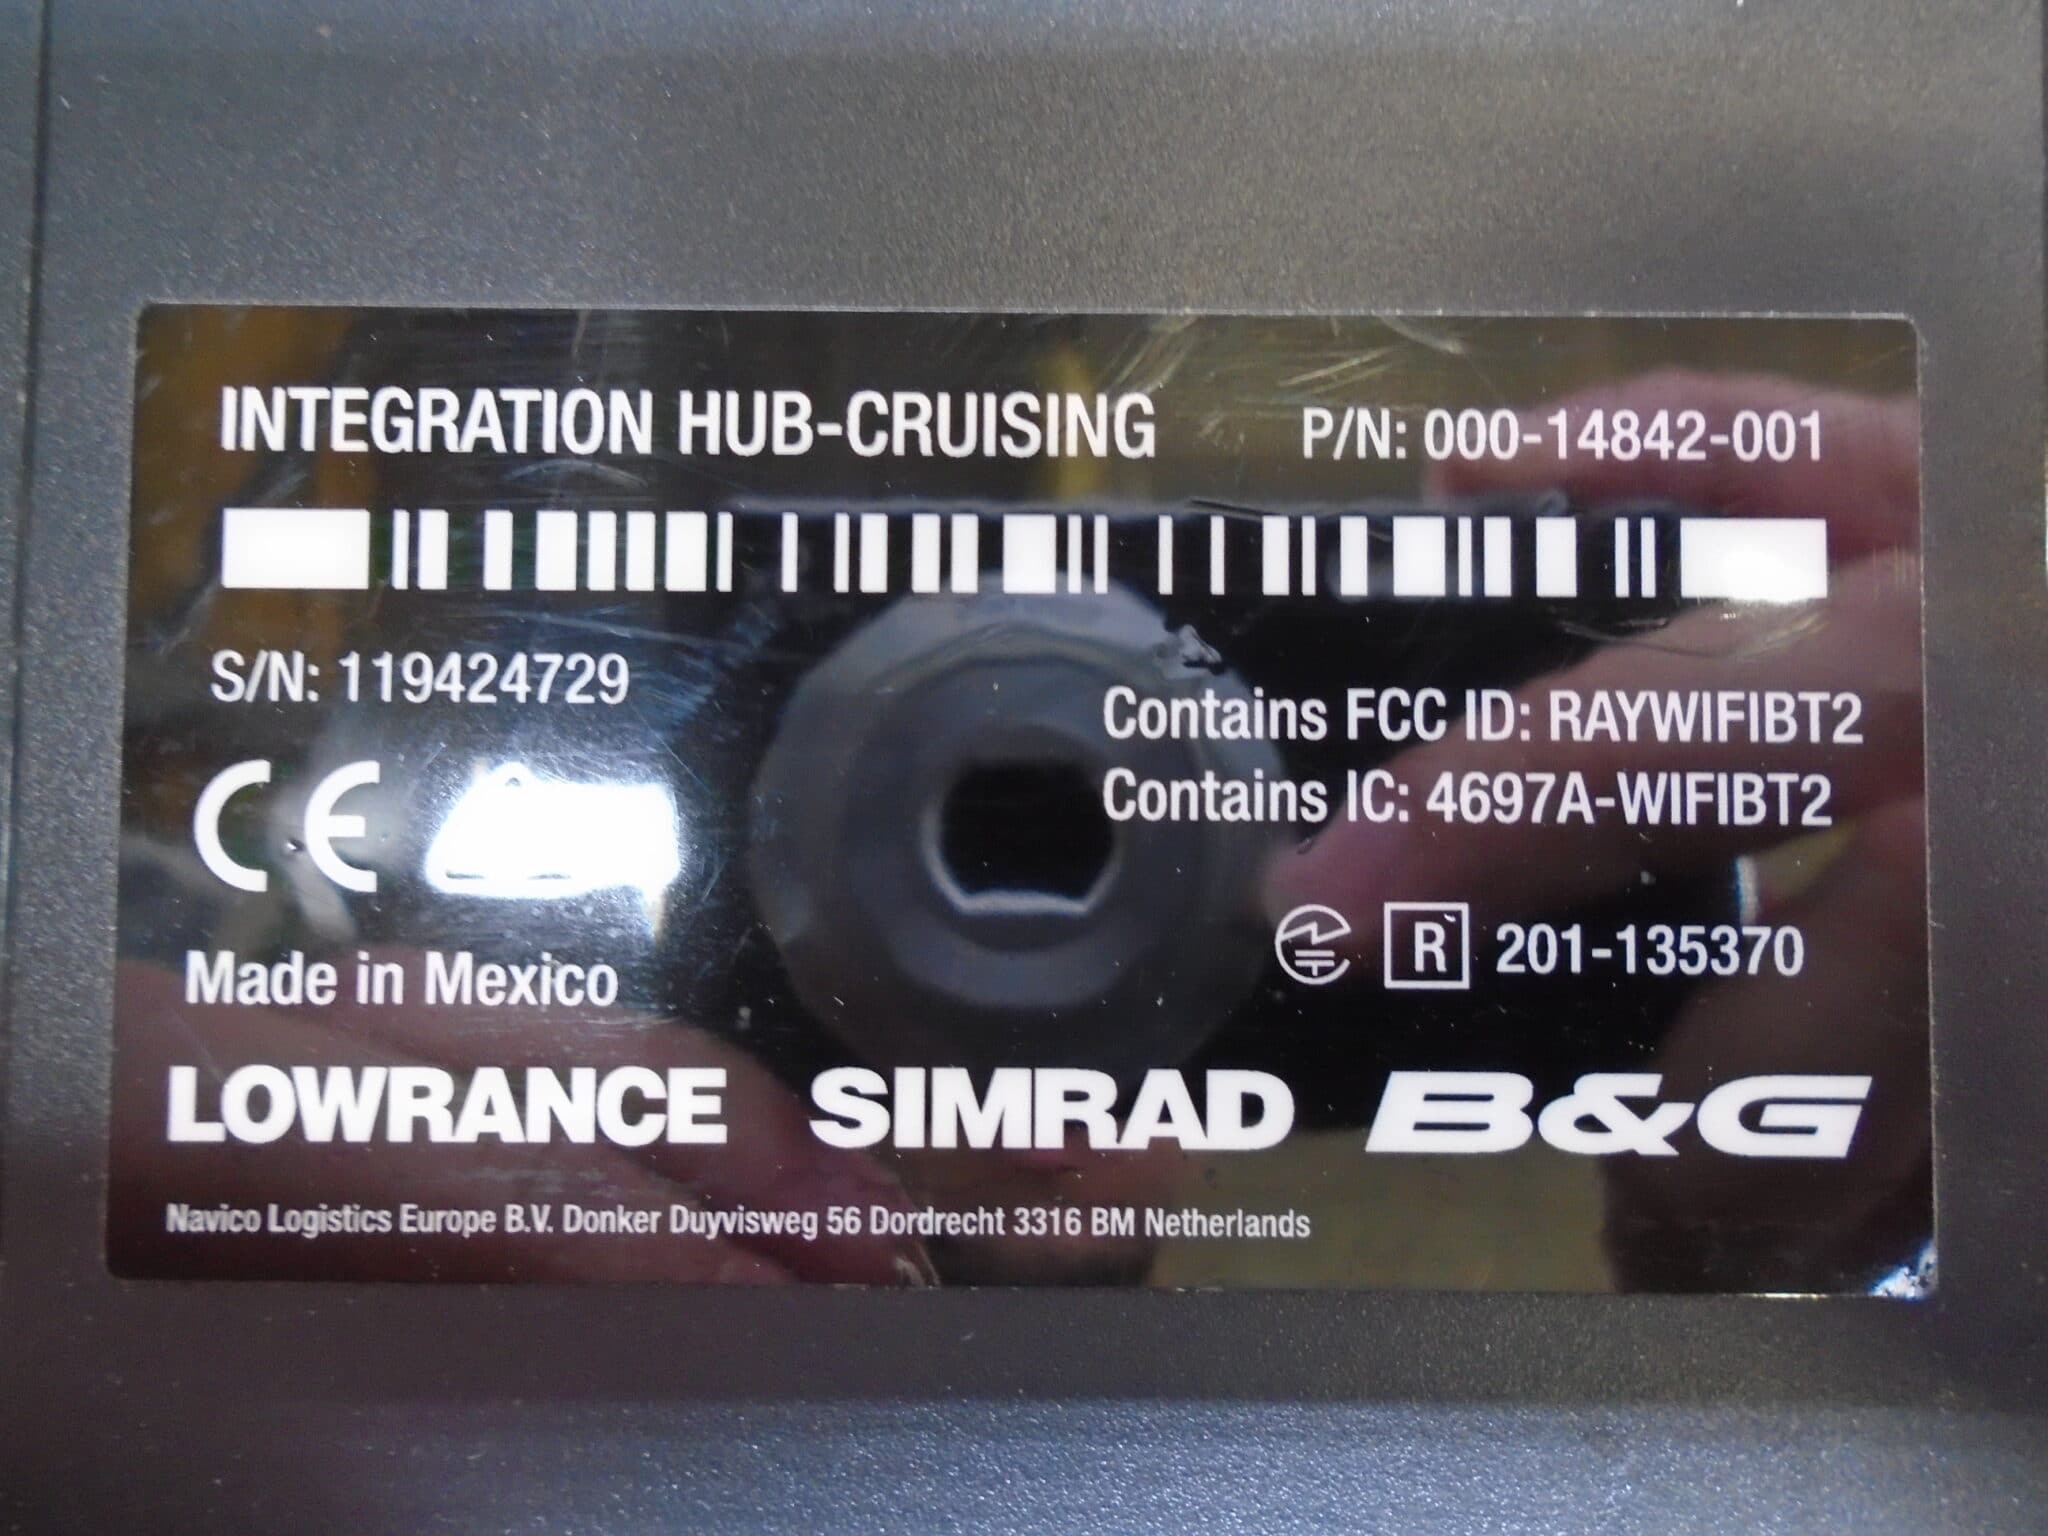 INTEGRATION HUB-CRUISING P/N: 000-14842-001
S/N: 119424729
Contains FCC ID: RAYWIFIBT2
Contains IC: 4697A-WIFIBT2
CE
R 201-135370
Made in Mexico
LOWRANCE SIMRAD B&G
Navico Logistics Europe B.V. Donker Duyvisweg 56 Dordrecht 3316 BM Netherlands